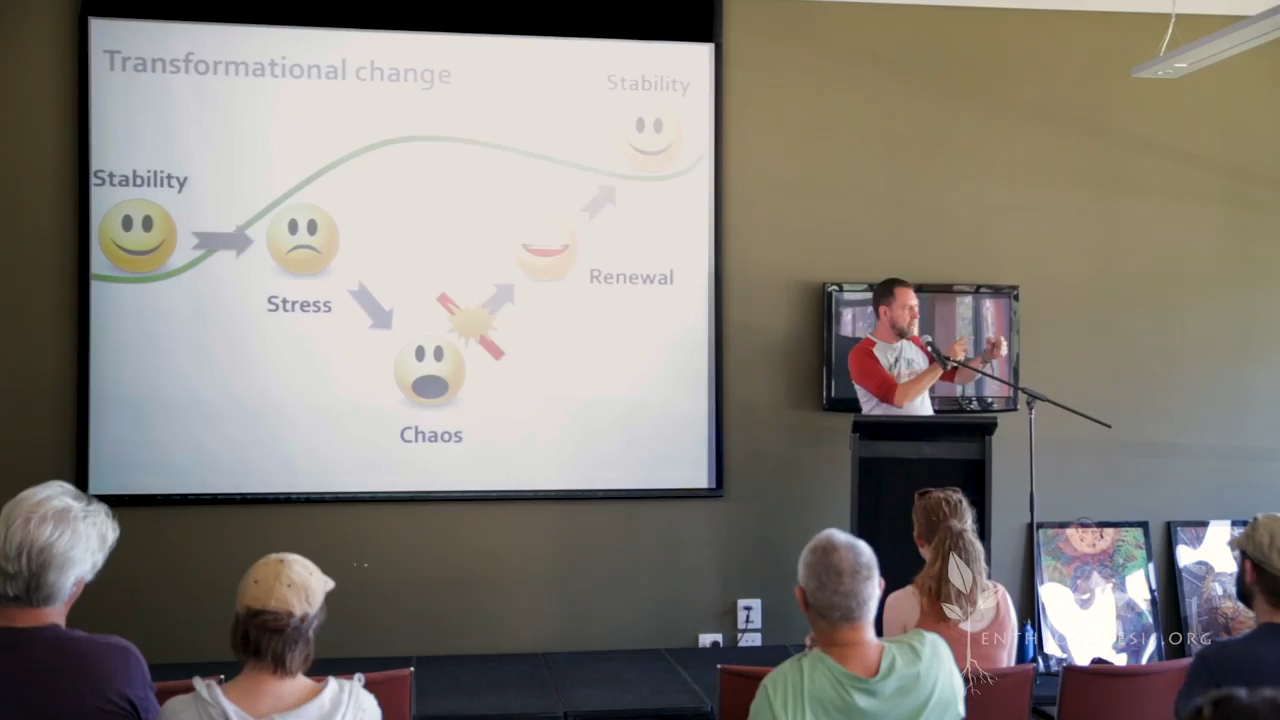 Transformational change
Stability
Stability
Renewal
Stress
Chaos